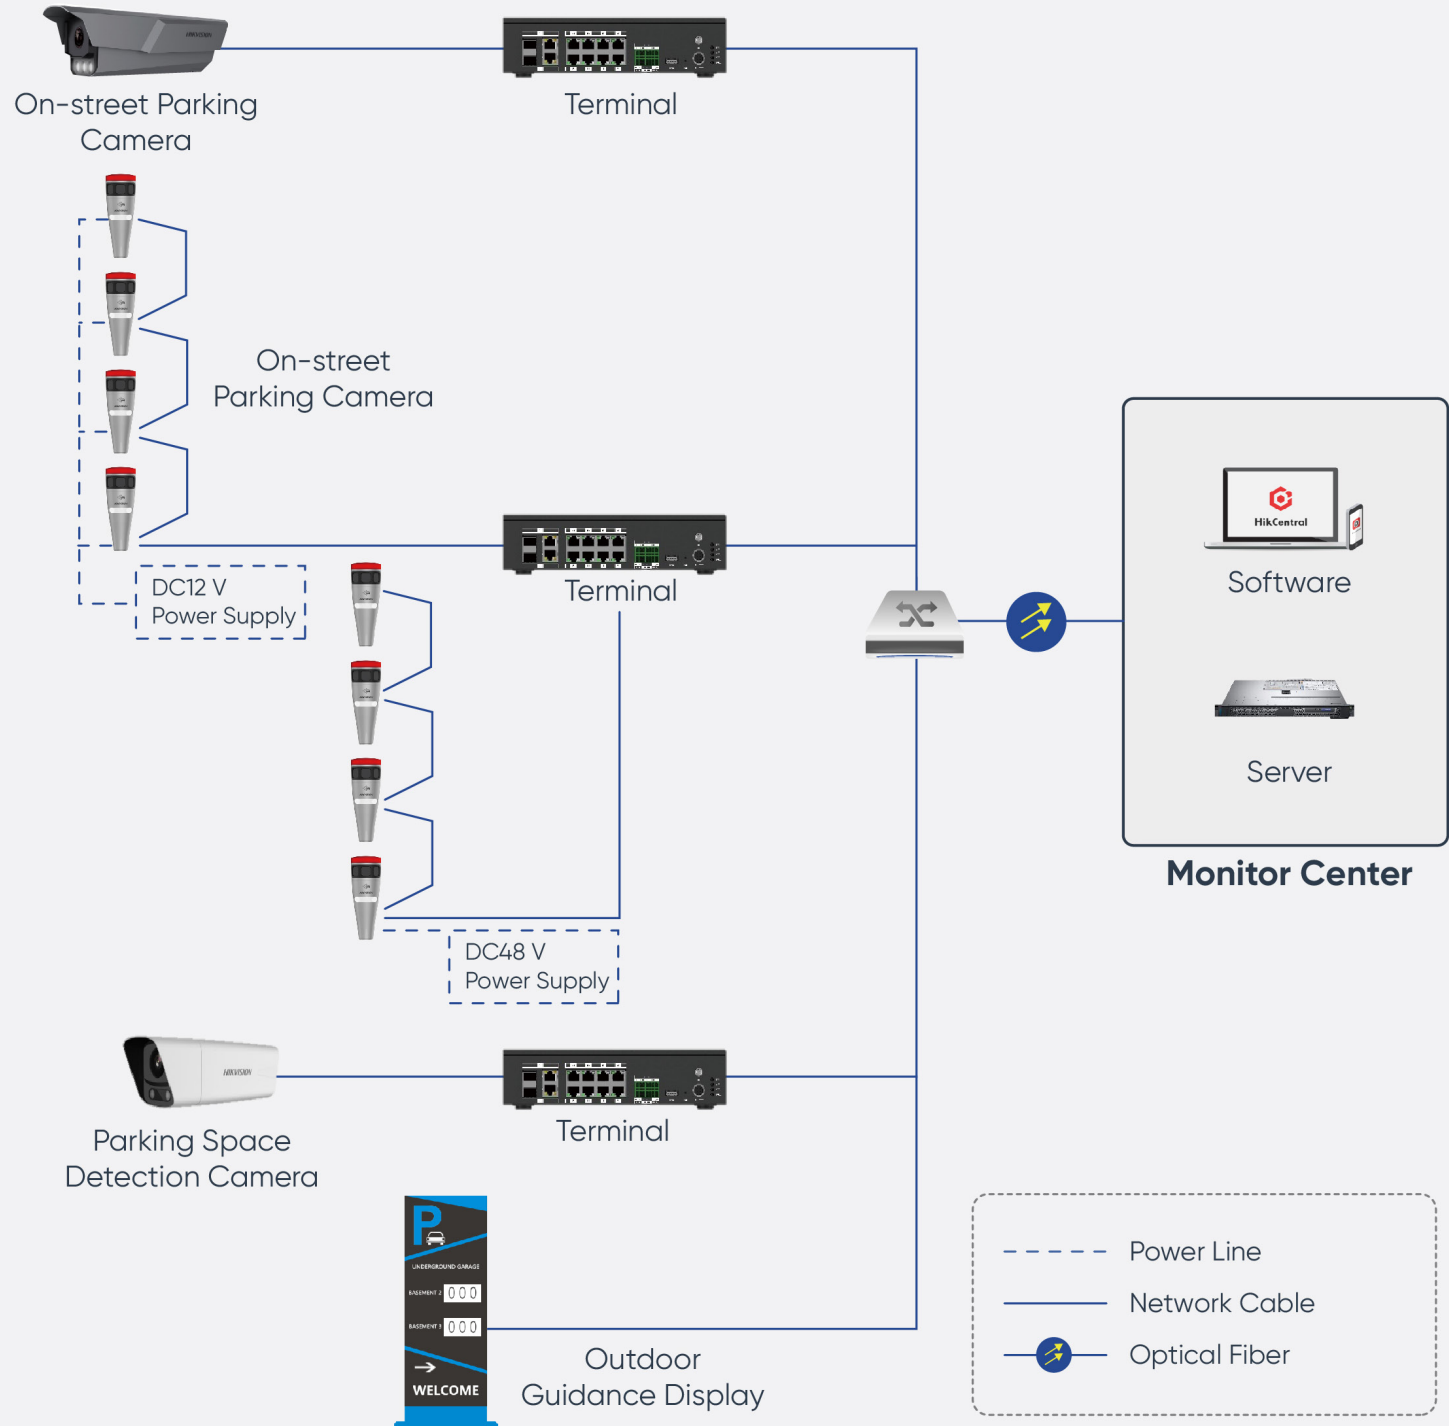 HIKVISION
On-street Parking
Camera
Terminal
On-street
Parking Camera
HikCentral
Software
Terminal
DC12 V
Power Supply
Server
Monitor Center
DC48 V
Power Supply
HIKVISION
Parking Space
Detection Camera
Terminal
P
UNDERGROUND GARAGE
BASEMENT 2 000
BASEMENT 3 000
WELCOME
Outdoor
Guidance Display
Power Line
Network Cable
Optical Fiber